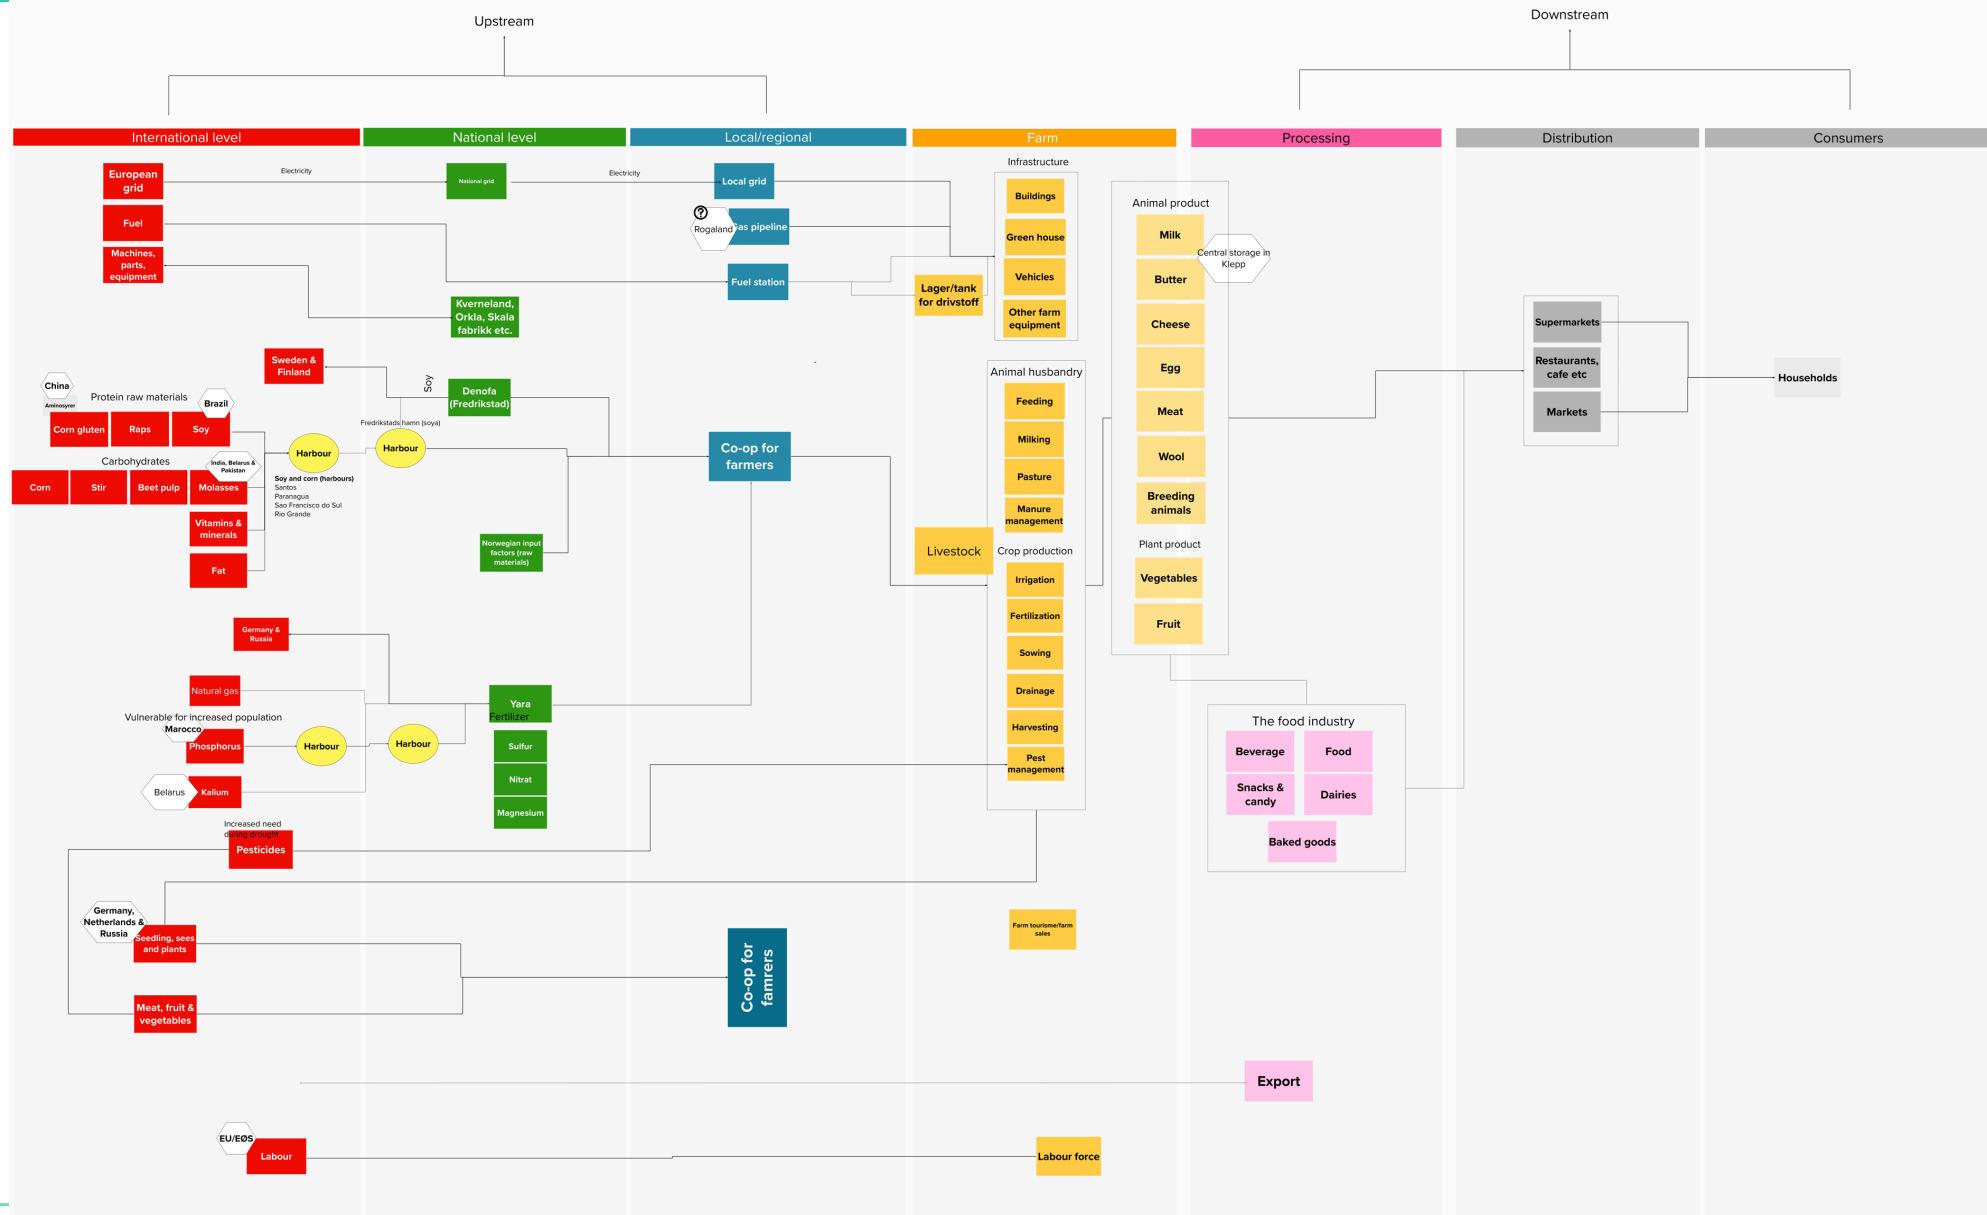 Upstream
Downstream
International level
National level
Local/regional
Farm
Processing
Distribution
Consumers
European
grid
Electricity
National grid
Electricity
Local grid
Fuel
Rogaland
Gas pipeline
Machines,
parts,
equipment
Fuel station
Kverneland,
Orkla, Skala
fabrikk etc.
Lager/tank
for drivstoff
Infrastructure
Buildings
Green house
Vehicles
Other farm
equipment
Animal product
Milk
Central storage in
Klepp
Butter
Cheese
Egg
Meat
Wool
Breeding
animals
Plant product
Vegetables
Fruit
Supermarkets
Restaurants,
cafe etc
Markets
Households
Sweden &
Finland
Soy
Denofa
(Fredrikstad)
China
Aminosyrer
Protein raw materials
Brazil
Corn gluten
Raps
Soy
Fredrikstads hamn (soya)
Harbour
Harbour
Carbohydrates
India, Belarus &
Pakistan
Corn
Stir
Beet pulp
Molasses
Soy and corn (harbours)
Santos
Paranagua
Sao Francisco do Sul
Rio Grande
Vitamins &
minerals
Fat
Co-op for
farmers
Norwegian input
factors (raw
materials)
Animal husbandry
Feeding
Milking
Pasture
Manure
management
Livestock
Crop production
Irrigation
Fertilization
Sowing
Drainage
Harvesting
Pest
management
Germany &
Russia
Natural gas
Vulnerable for increased population
Marocco
Phosphorus
Harbour
Harbour
Belarus
Kalium
Yara
Fertilizer
Sulfur
Nitrat
Magnesium
The food industry
Beverage
Food
Snacks &
candy
Dairies
Baked goods
Increased need
during drought
Pesticides
Germany,
Netherlands &
Russia
Seedling, sees
and plants
Meat, fruit &
vegetables
Co-op for
famrers
Farm tourisme/farm
sales
Export
EU/EØS
Labour
Labour force